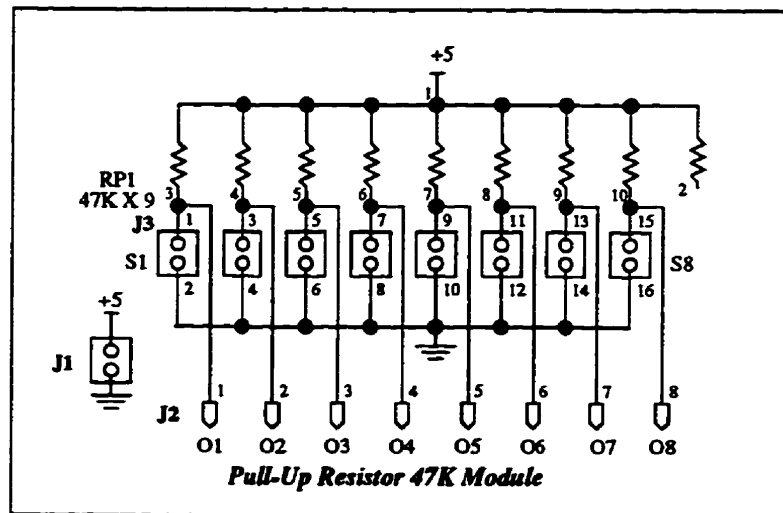 +5
1
RP1
47K X 9
3 4 5 6 7 8 9 10 2
J3
1 3 5 7 9 11 13 15
S1 S8
2 4 6 8 10 12 14 16
+5
J1
J2
1 2 3 4 5 6 7 8
O1 O2 O3 O4 O5 O6 O7 O8
Pull-Up Resistor 47K Module